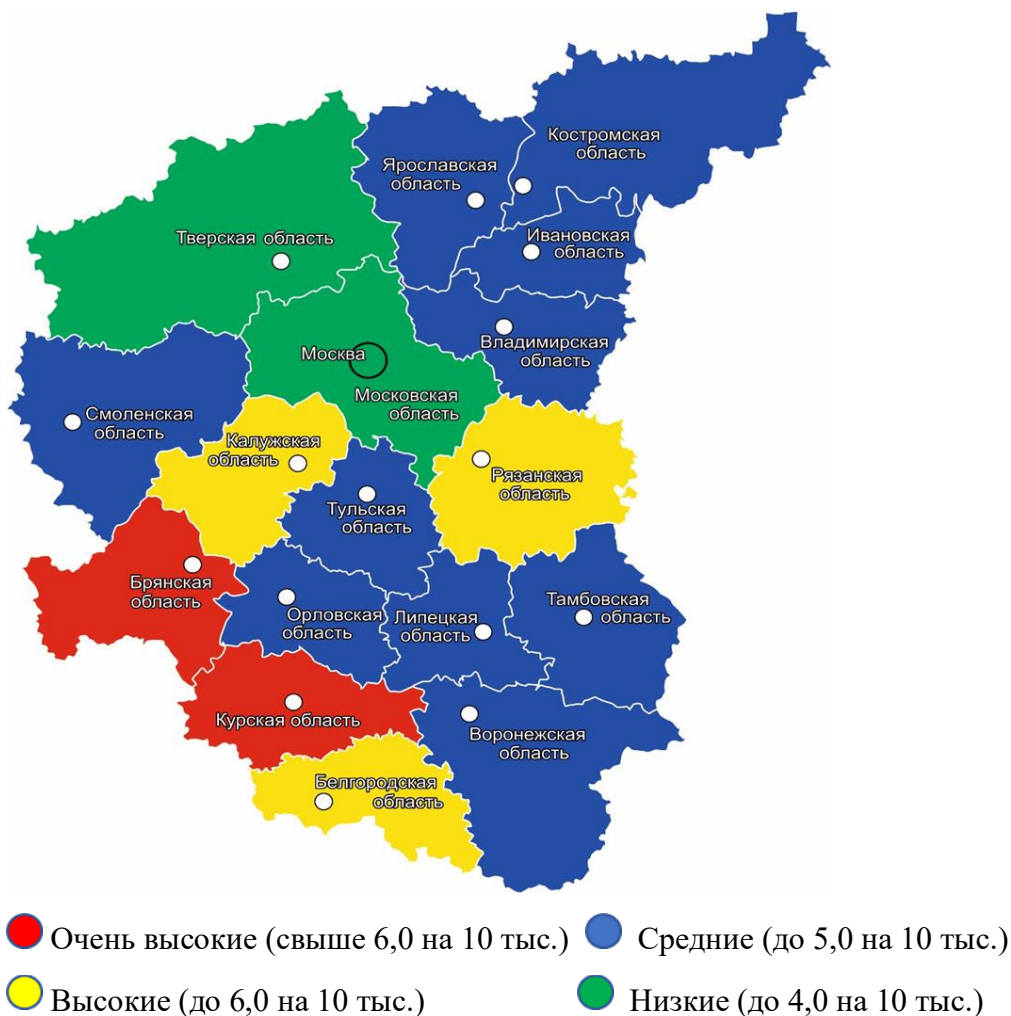 Костромская
область
Ярославская
область
Ивановская
область
Тверская область
Владимирская
область
Москва
Московская
область
Смоленская
область
Калужская
область
Рязанская
область
Тульская
область
Брянская
область
Орловская
область
Липецкая
область
Тамбовская
область
Курская область
Воронежская
область
Белгородская
область
Очень высокие (свыше 6,0 на 10 тыс.)
Средние (до 5,0 на 10 тыс.)
Высокие (до 6,0 на 10 тыс.)
Низкие (до 4,0 на 10 тыс.)